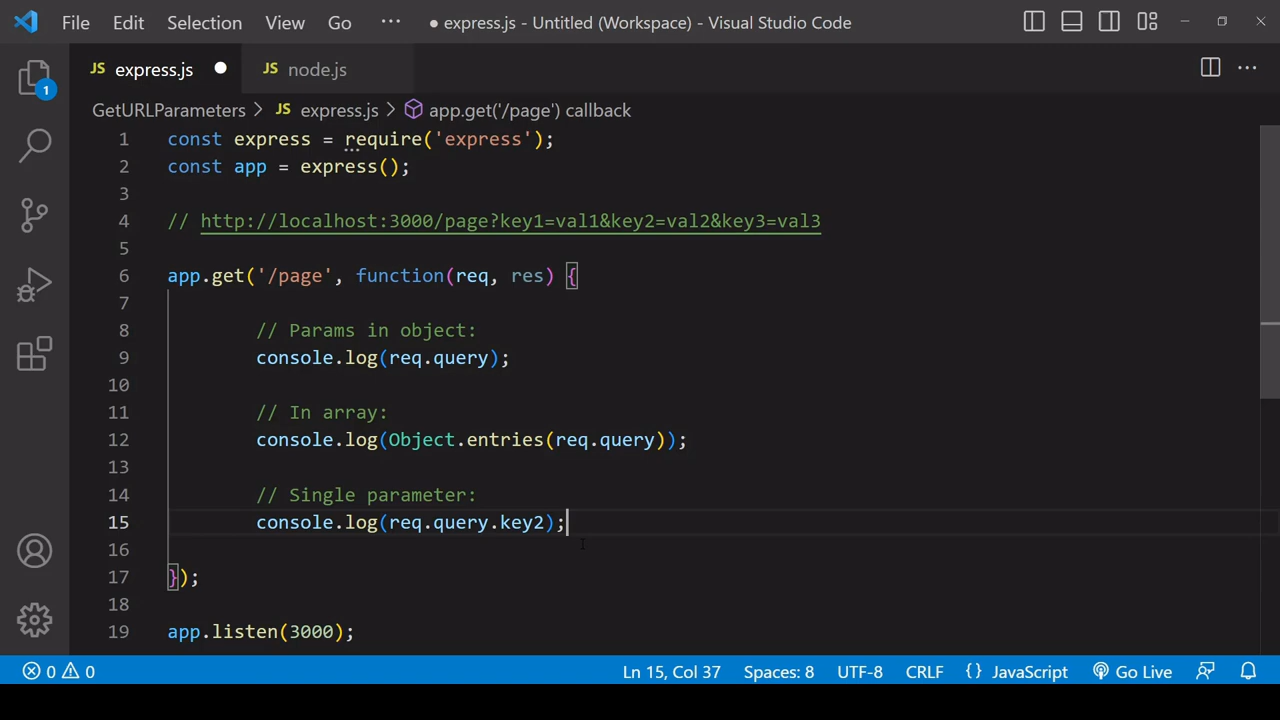 File Edit Selection View Go ··· ● express.js - Untitled (Workspace) - Visual Studio Code
JS express.js ● JS node.js ···
1
GetURLParameters > JS express.js > app.get('/page') callback
1 const express = require('express');
2 const app = express();
3
4 // http://localhost:3000/page?key1=val1&key2=val2&key3=val3
5
6 app.get('/page', function(req, res) {
7
8 // Params in object:
9 console.log(req.query);
10
11 // In array:
12 console.log(Object.entries(req.query));
13
14 // Single parameter:
15 console.log(req.query.key2);
16
17 });
18
19 app.listen(3000);
0 0 Ln 15, Col 37 Spaces: 8 UTF-8 CRLF {} JavaScript Go Live